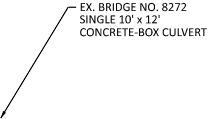 EX. BRIDGE NO. 8272
SINGLE 10' x 12'
CONCRETE-BOX CULVERT